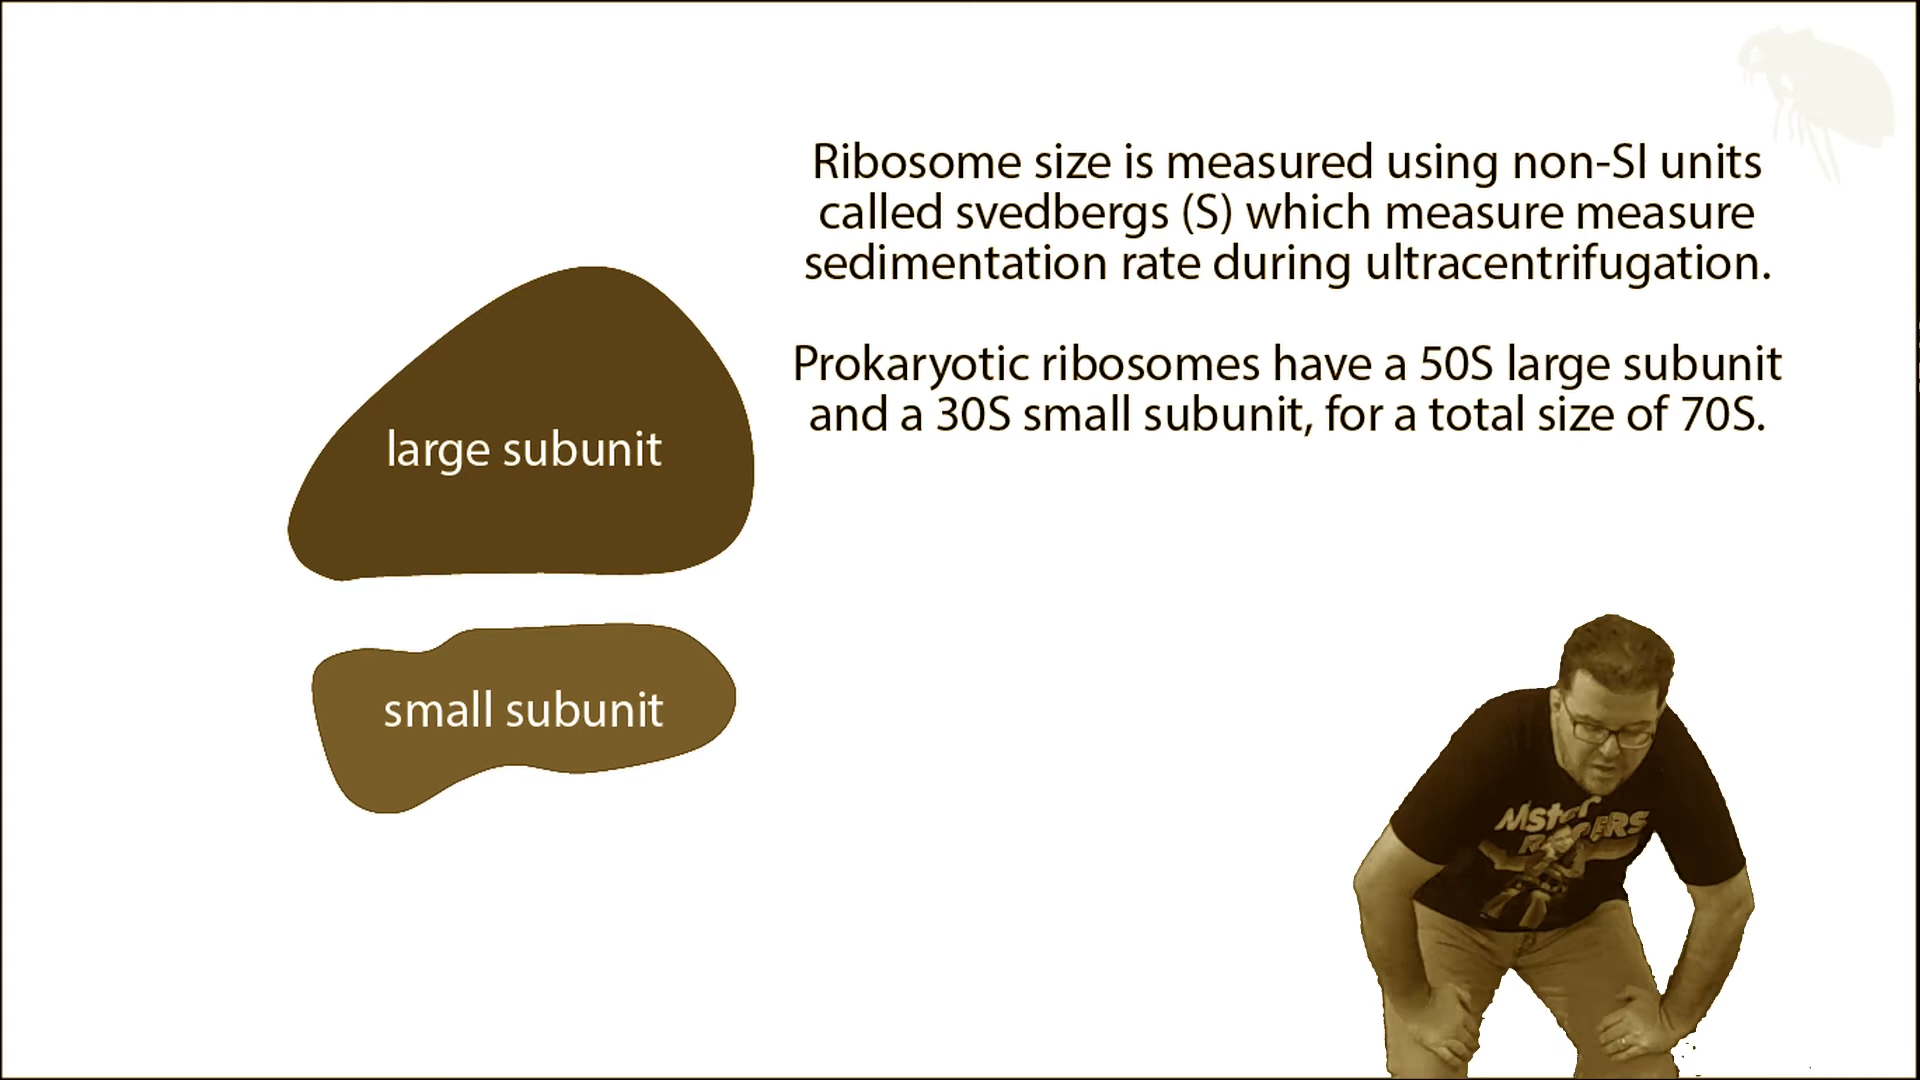 Ribosome size is measured using non-SI units
called svedbergs (S) which measure measure
sedimentation rate during ultracentrifugation.
Prokaryotic ribosomes have a 50S large subunit
and a 30S small subunit, for a total size of 70S.
large subunit
small subunit